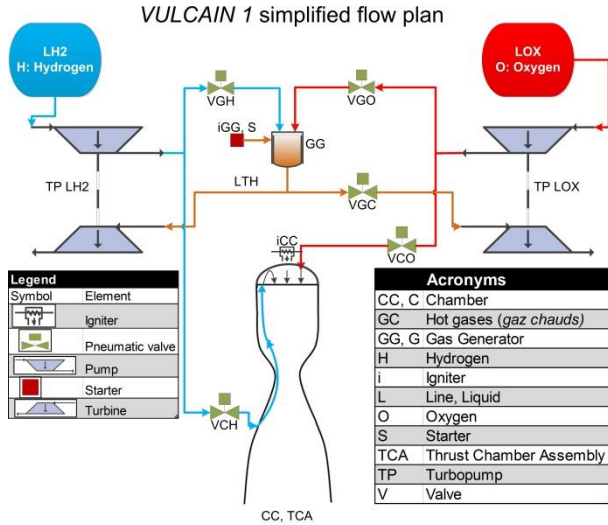 VULCAIN 1 simplified flow plan
LH2
H: Hydrogen
LOX
O: Oxygen
VGH
VGO
iGG, S
GG
TP LH2
LTH
VGC
TP LOX
iCC
VCO
VCH
CC, TCA
Legend
Symbol Element
Igniter
Pneumatic valve
Pump
Starter
Turbine
Acronyms
CC, C Chamber
GC Hot gases (gaz chauds)
GG, G Gas Generator
H Hydrogen
i Igniter
L Line, Liquid
O Oxygen
S Starter
TCA Thrust Chamber Assembly
TP Turbopump
V Valve